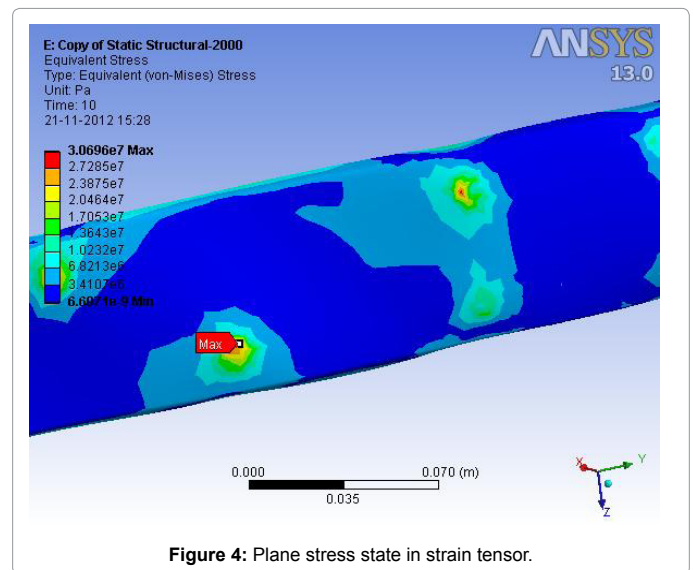 E: Copy of Static Structural-2000
Equivalent Stress
Type: Equivalent (von-Mises) Stress
Unit: Pa
Time: 10
21-11-2012 15:28
ANSYS
13.0
3.0696e7 Max
2.7285e7
2.3875e7
2.0464e7
1.7053e7
1.3643e7
1.0232e7
6.8213e6
3.4107e6
Min
Max
0.000
0.070 (m)
0.035
X
Y
Z
Figure 4: Plane stress state in strain tensor.